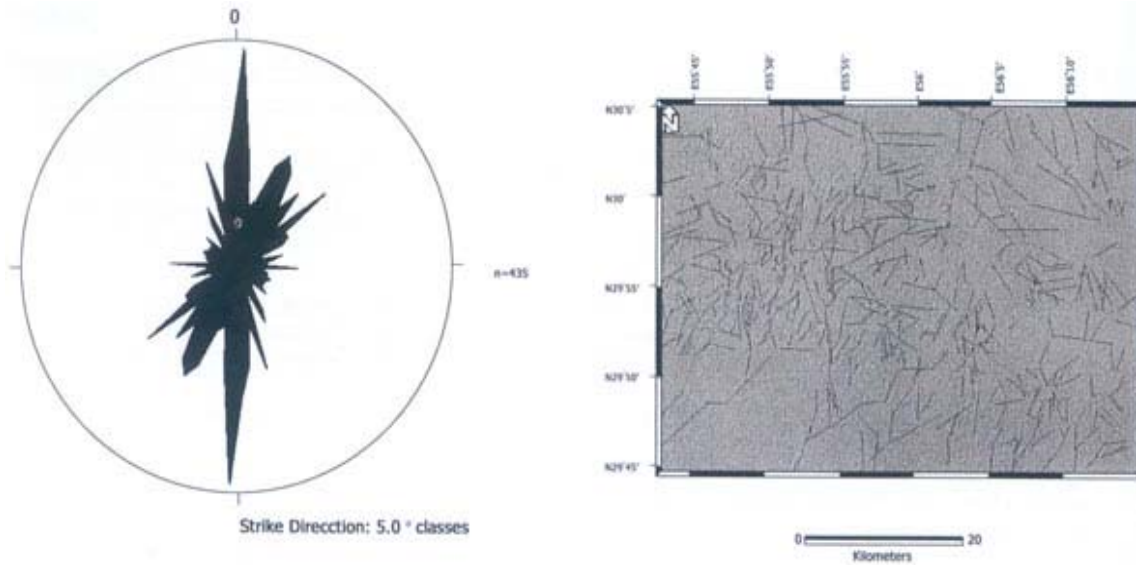 0
n=435
Strike Direcction: 5.0 ° classes
E55°45'
E55°50'
E55°55'
E56°
E56°5'
E56°10'
N30°5'
N
N30°
N29°55'
N29°50'
N29°45'
0 20
Kilometers